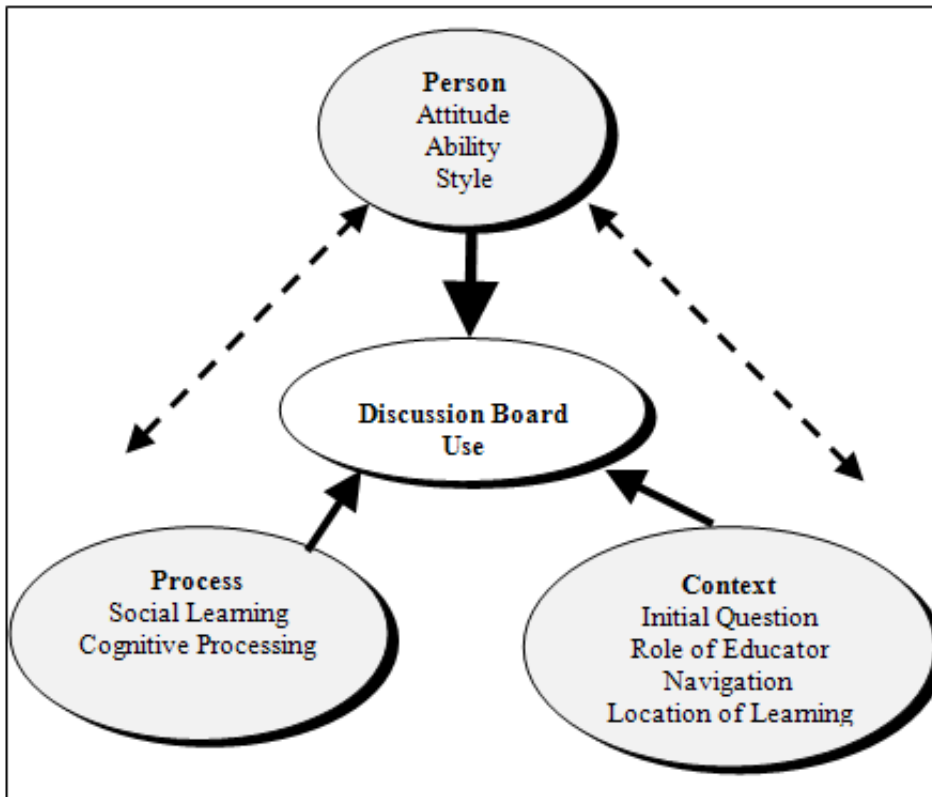 Person
Attitude
Ability
Style
Discussion Board
Use
Process
Social Learning
Cognitive Processing
Context
Initial Question
Role of Educator
Navigation
Location of Learning